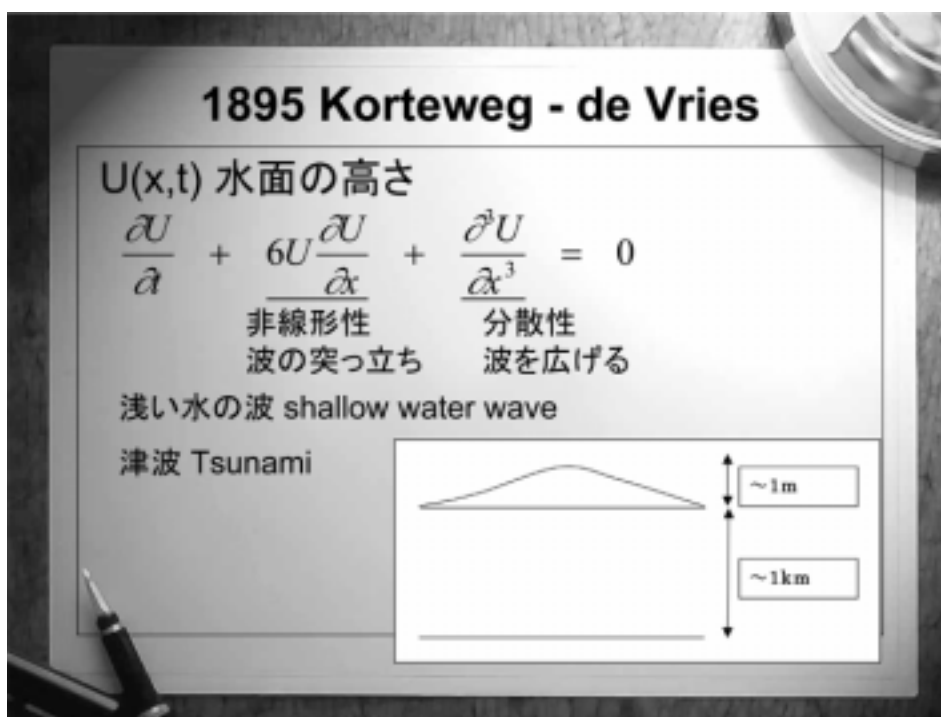 1895 Korteweg - de Vries
U(x,t) 水面の高さ
∂U/∂t + 6U ∂U/∂x + ∂³U/∂x³ = 0
非線形性 分散性
波の突っ立ち 波を広げる
浅い水の波 shallow water wave
津波 Tsunami
～1m
～1km